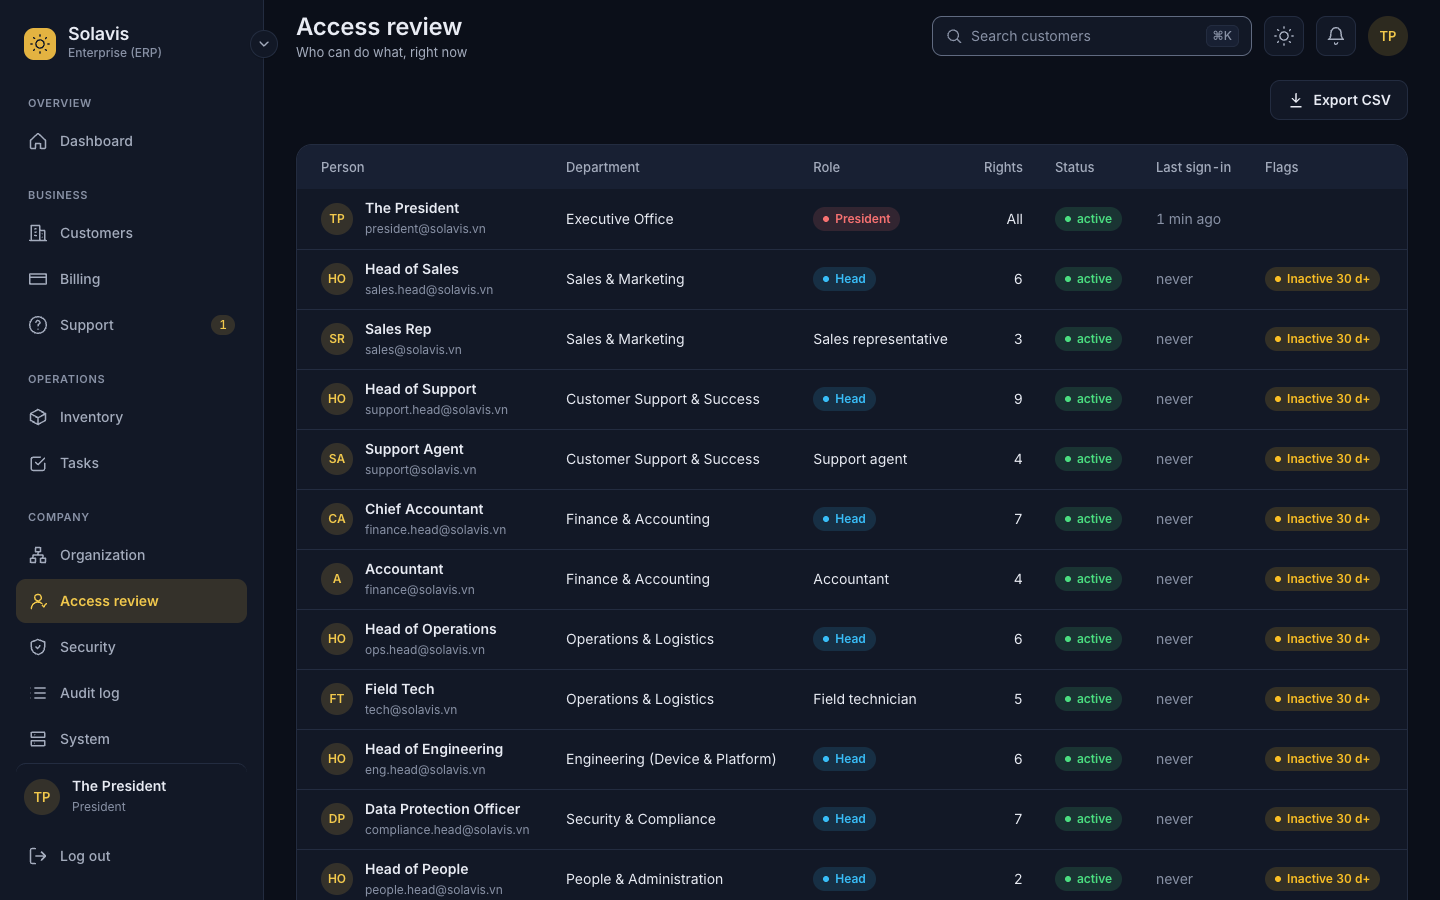 Solavis
Enterprise (ERP)
OVERVIEW
Dashboard
BUSINESS
Customers
Billing
Support 1
OPERATIONS
Inventory
Tasks
COMPANY
Organization
Access review
Security
Audit log
System
TP The President
President
Log out
Access review
Who can do what, right now
Search customers ⌘K
TP
Export CSV
Person Department Role Rights Status Last sign-in Flags
TP The President president@solavis.vn Executive Office President All active 1 min ago
HO Head of Sales sales.head@solavis.vn Sales & Marketing Head 6 active never Inactive 30 d+
SR Sales Rep sales@solavis.vn Sales & Marketing Sales representative 3 active never Inactive 30 d+
HO Head of Support support.head@solavis.vn Customer Support & Success Head 9 active never Inactive 30 d+
SA Support Agent support@solavis.vn Customer Support & Success Support agent 4 active never Inactive 30 d+
CA Chief Accountant finance.head@solavis.vn Finance & Accounting Head 7 active never Inactive 30 d+
A Accountant finance@solavis.vn Finance & Accounting Accountant 4 active never Inactive 30 d+
HO Head of Operations ops.head@solavis.vn Operations & Logistics Head 6 active never Inactive 30 d+
FT Field Tech tech@solavis.vn Operations & Logistics Field technician 5 active never Inactive 30 d+
HO Head of Engineering eng.head@solavis.vn Engineering (Device & Platform) Head 6 active never Inactive 30 d+
DP Data Protection Officer compliance.head@solavis.vn Security & Compliance Head 7 active never Inactive 30 d+
HO Head of People people.head@solavis.vn People & Administration Head 2 active never Inactive 30 d+